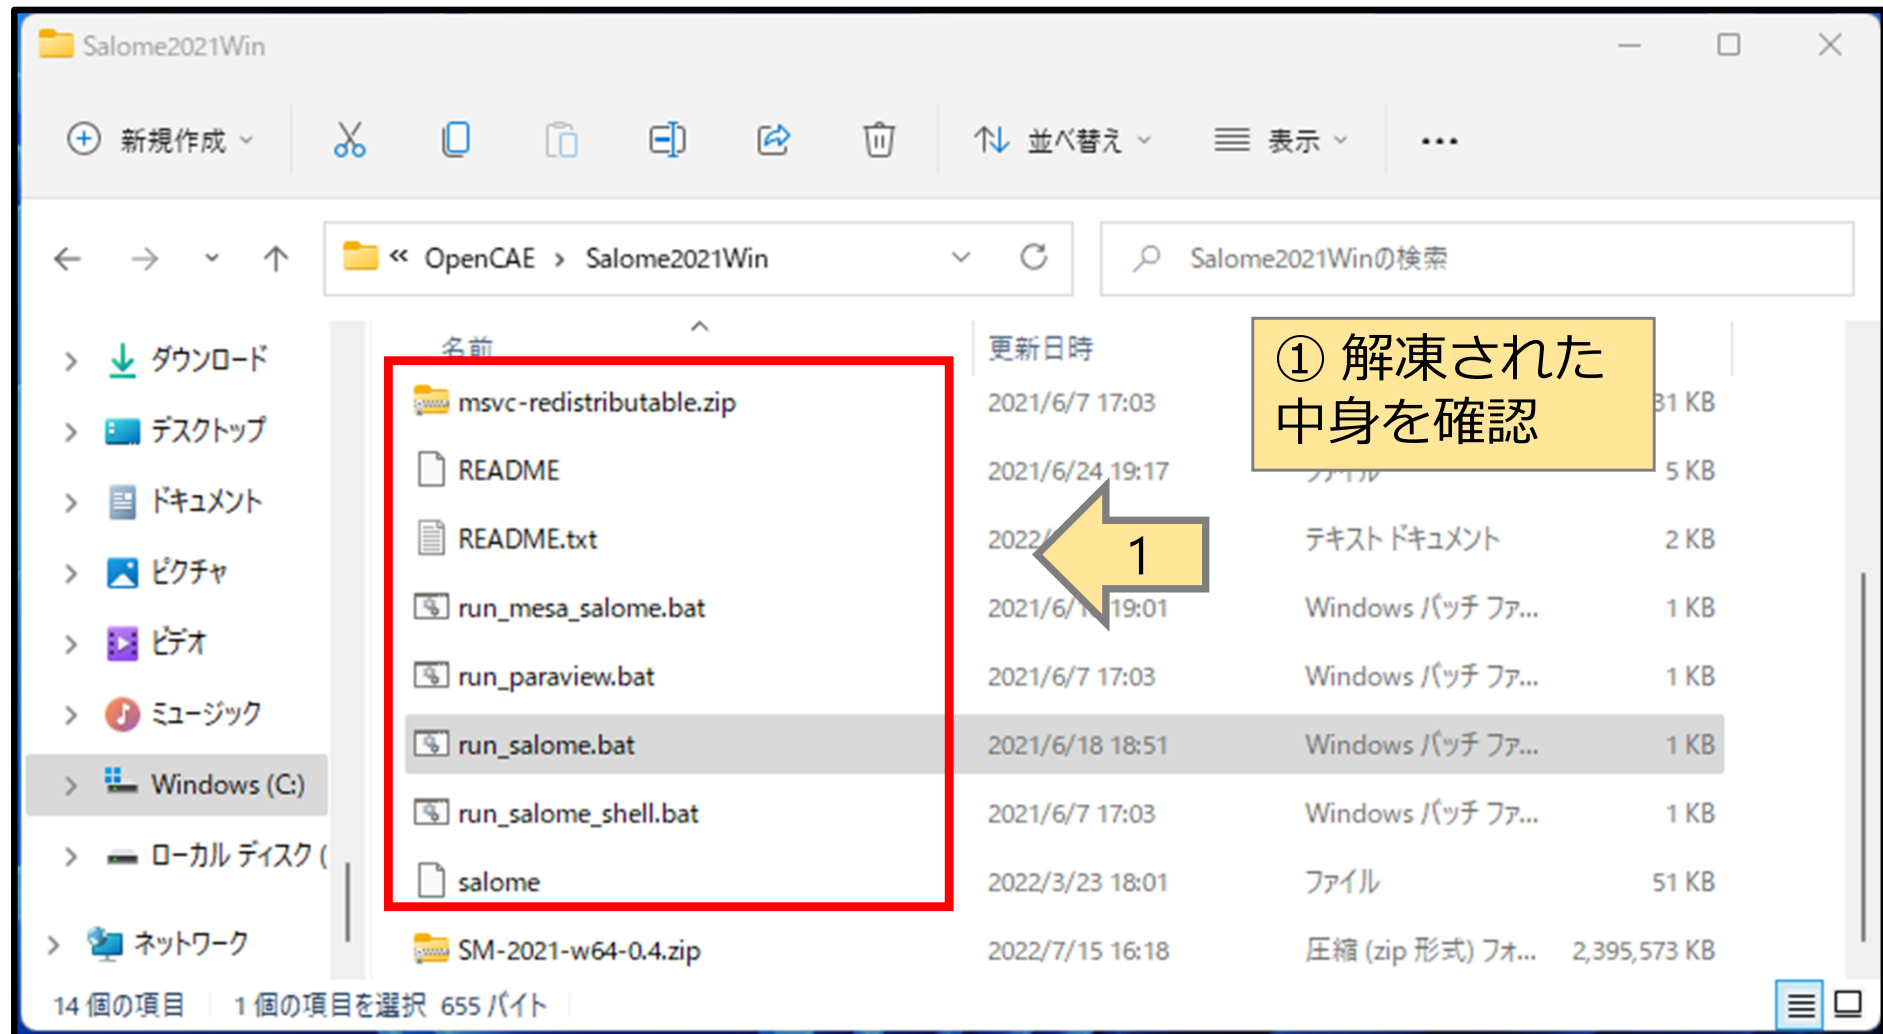 Salome2021Win
新規作成
並べ替え
表示
« OpenCAE > Salome2021Win
Salome2021Winの検索
名前
更新日時
① 解凍された
中身を確認
ダウンロード
デスクトップ
ドキュメント
ピクチャ
ビデオ
ミュージック
Windows (C:)
ローカル ディスク (
ネットワーク
msvc-redistributable.zip 2021/6/7 17:03 31 KB
README 2021/6/24 19:17 ファイル 5 KB
README.txt 2022/ テキスト ドキュメント 2 KB
1
run_mesa_salome.bat 2021/6/1 19:01 Windows バッチ ファ... 1 KB
run_paraview.bat 2021/6/7 17:03 Windows バッチ ファ... 1 KB
run_salome.bat 2021/6/18 18:51 Windows バッチ ファ... 1 KB
run_salome_shell.bat 2021/6/7 17:03 Windows バッチ ファ... 1 KB
salome 2022/3/23 18:01 ファイル 51 KB
SM-2021-w64-0.4.zip 2022/7/15 16:18 圧縮 (zip 形式) フォ... 2,395,573 KB
14 個の項目 1 個の項目を選択 655 バイト